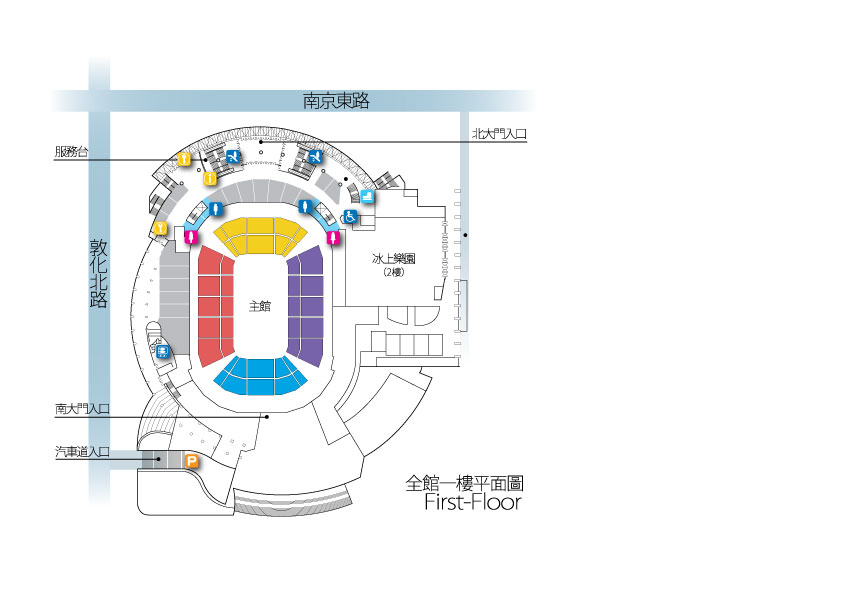 南京東路
北大門入口
服務台
敦化北路
冰上樂園
(2樓)
主館
南大門入口
汽車道入口
P
全館一樓平面圖
First-Floor